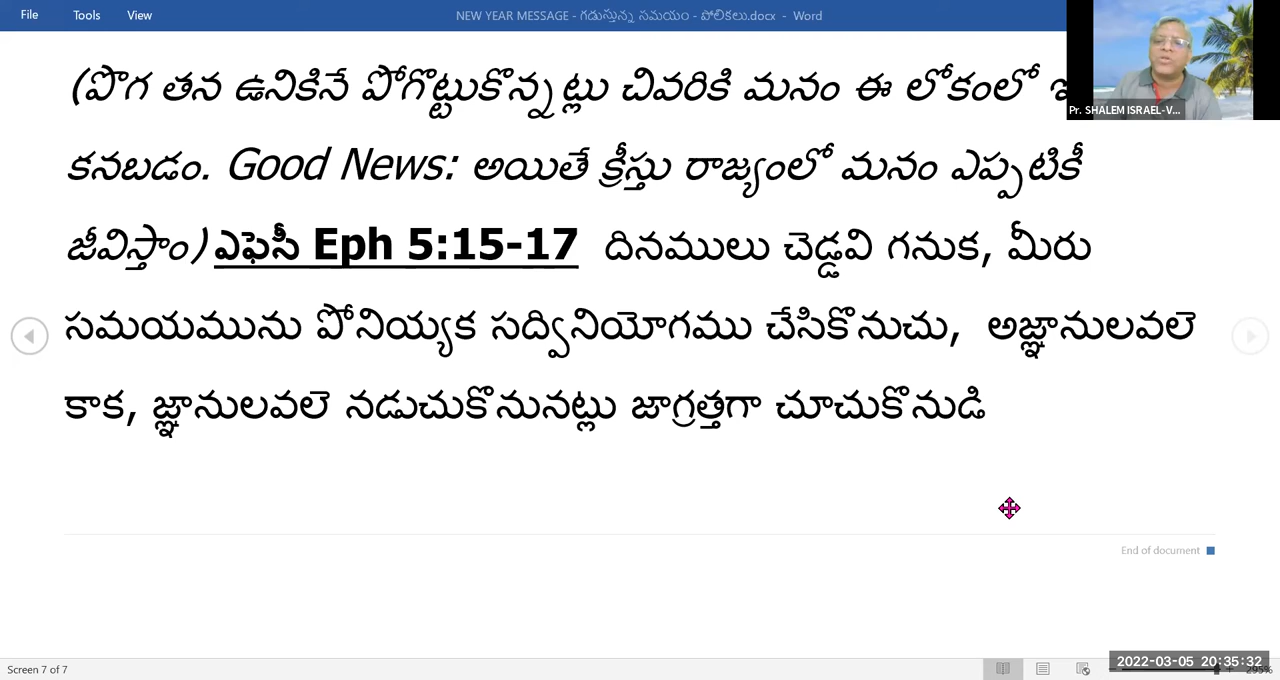 File Tools View NEW YEAR MESSAGE - గడుస్తున్న సమయం - పోలికలు.docx - Word
Pr. SHALEM ISRAEL-V...
(పొగ తన ఉనికినే పోగొట్టుకొన్నట్లు చివరికి మనం ఈ లోకంలో
కనబడం. Good News: అయితే క్రీస్తు రాజ్యంలో మనం ఎప్పటికీ
జీవిస్తాం) ఎఫెసీ Eph 5:15-17 దినములు చెడ్డవి గనుక, మీరు
సమయమును పోనియ్యక సద్వినియోగము చేసికొనుచు, అజ్ఞానులవలె
కాక, జ్ఞానులవలె నడుచుకొనునట్లు జాగ్రత్తగా చూచుకొనుడి
End of document
Screen 7 of 7
2022-03-05 20:35:32